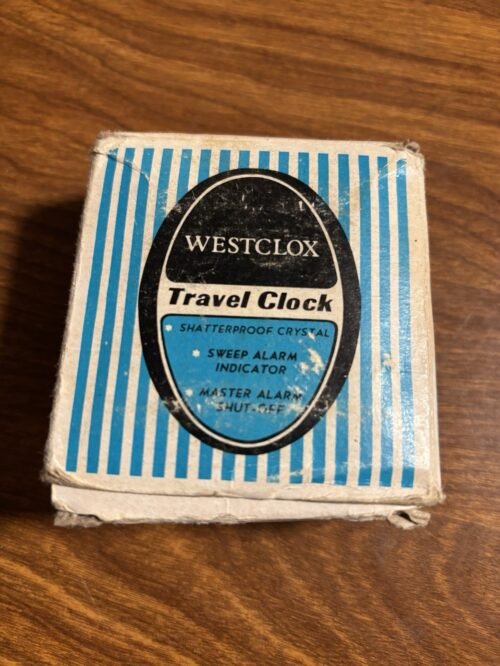 WESTCLOX
Travel Clock
* SHATTERPROOF CRYSTAL
* SWEEP ALARM
INDICATOR
* MASTER ALARM
SHUT-OFF